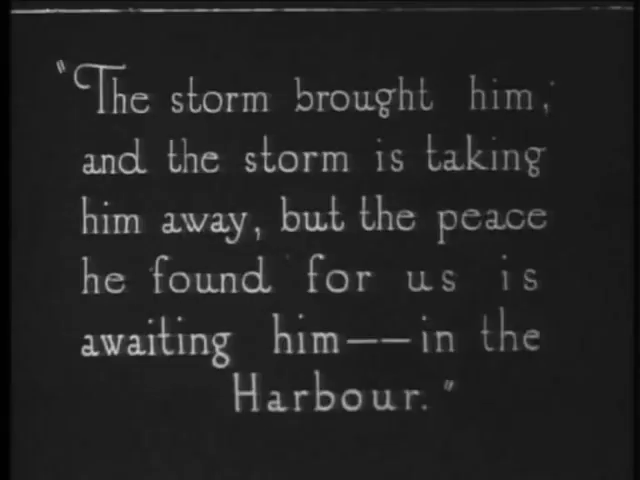 "The storm brought him,
and the storm is taking
him away, but the peace
he found for us is
awaiting him——in the
Harbour."